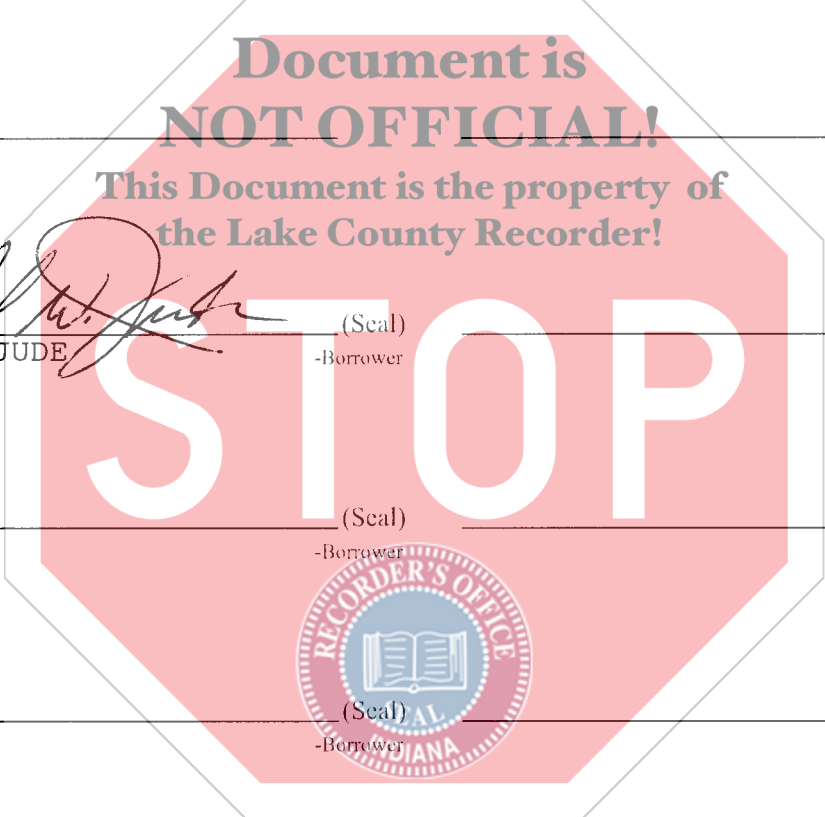 Document is
NOT OFFICIAL!
This Document is the property of
the Lake County Recorder!
(Seal)
JUDE
-Borrower
STOP
(Seal)
-Borrower
RECORDER'S OFFICE
(Seal)
SEAL
-Borrower
INDIANA